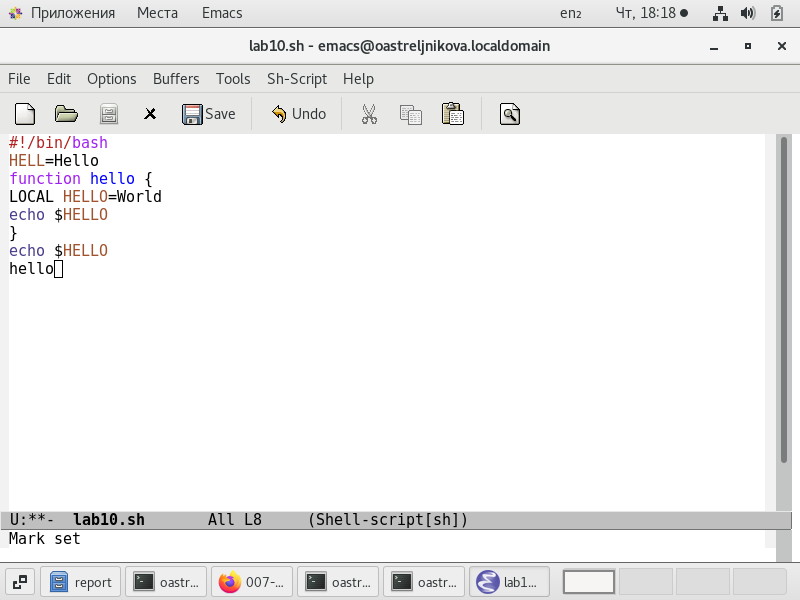 Приложения Места Emacs en₂ Чт, 18:18
lab10.sh - emacs@oastreljnikova.localdomain
File Edit Options Buffers Tools Sh-Script Help
Save Undo
#!/bin/bash
HELL=Hello
function hello {
LOCAL HELLO=World
echo $HELLO
}
echo $HELLO
hello
U:**- lab10.sh All L8 (Shell-script[sh])
Mark set
report oastr... 007-... oastr... oastr... lab1...